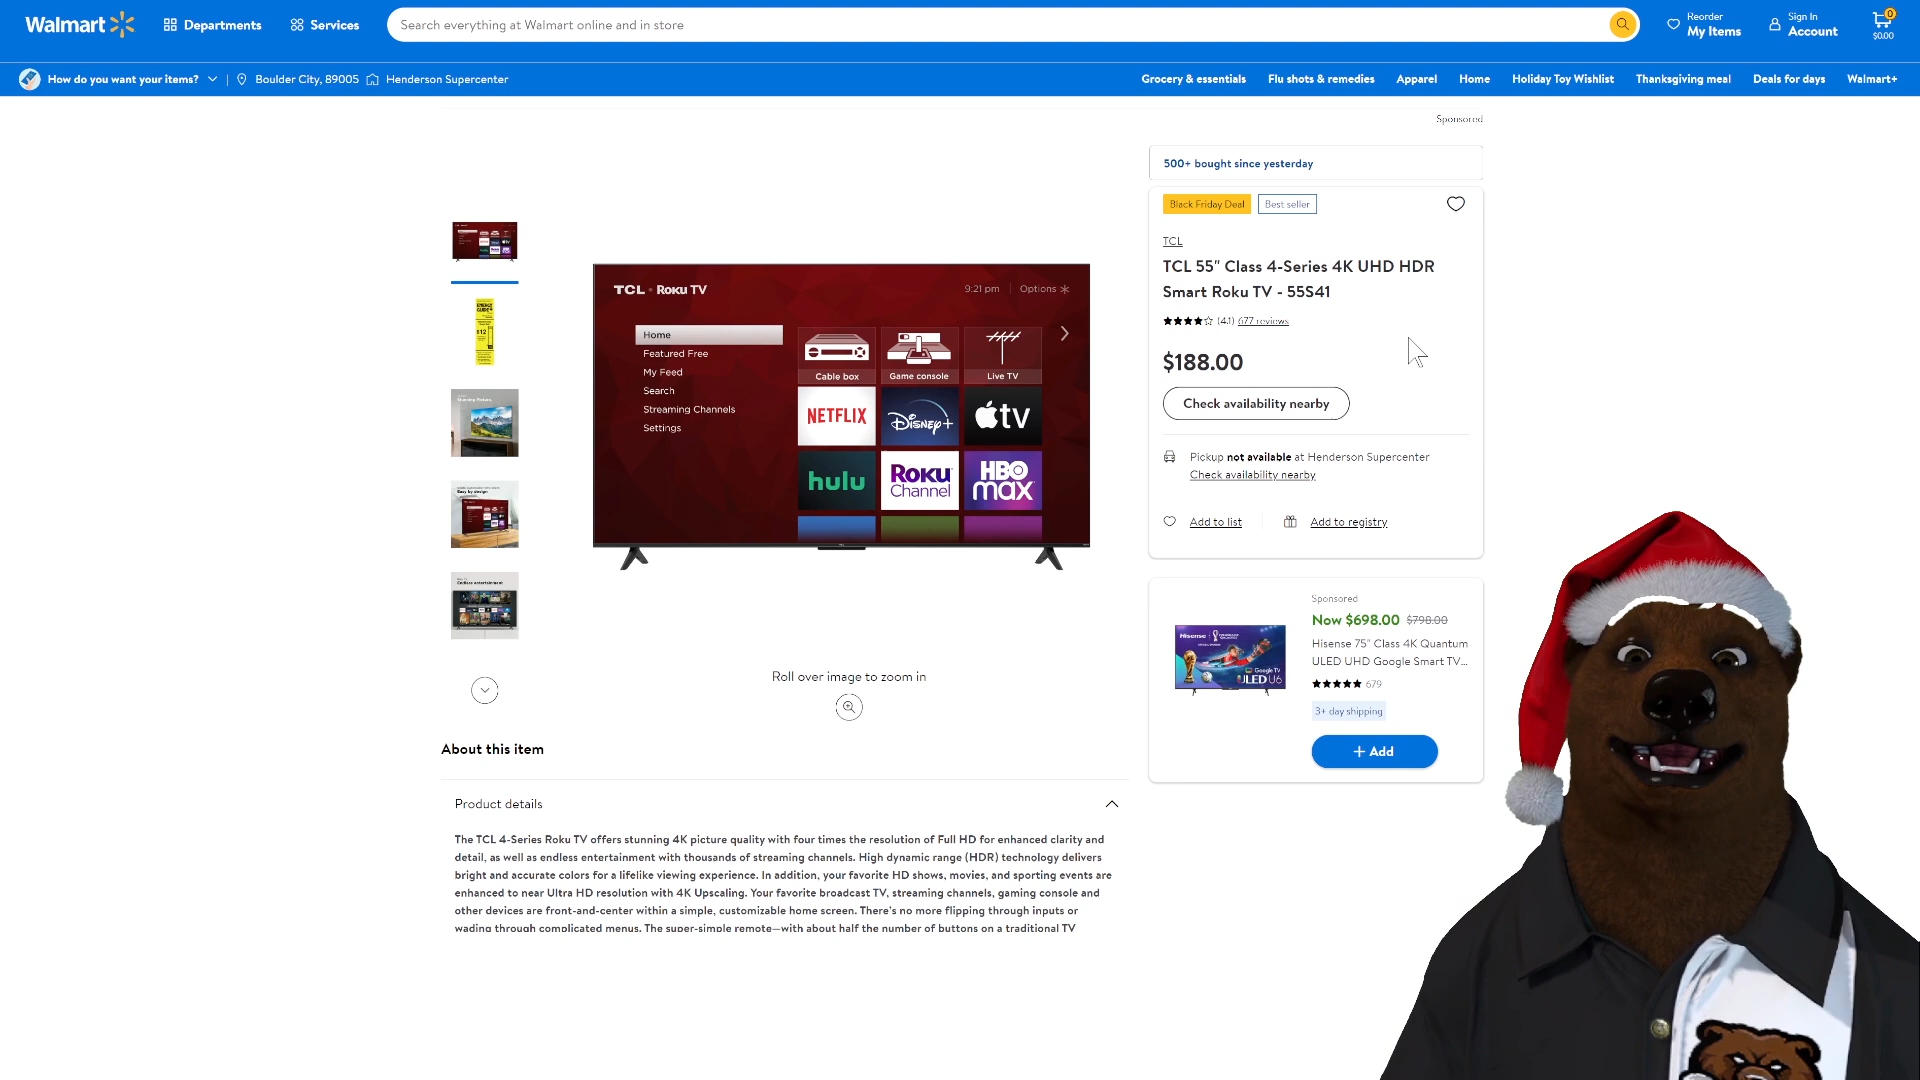 Walmart
Departments
Services
Search everything at Walmart online and in store
Reorder
My Items
Sign In
Account
0
$0.00
How do you want your items?
Boulder City, 89005
Henderson Supercenter
Grocery & essentials
Flu shots & remedies
Apparel
Home
Holiday Toy Wishlist
Thanksgiving meal
Deals for days
Walmart+
Sponsored
500+ bought since yesterday
Black Friday Deal
Best seller
TCL
TCL 55" Class 4-Series 4K UHD HDR
Smart Roku TV - 55S41
(4.1) 677 reviews
$188.00
Check availability nearby
Pickup not available at Henderson Supercenter
Check availability nearby
Add to list
Add to registry
TCL • Roku TV
9:21 pm
Options
Home
Featured Free
My Feed
Search
Streaming Channels
Settings
Cable box
Game console
Live TV
NETFLIX
Disney+
tv
hulu
Roku
Channel
HBO
max
ENERGY
GUIDE
Stunning Picture.
Easy by design
Endless entertainment
Roll over image to zoom in
Sponsored
Now $698.00 $798.00
Hisense 75" Class 4K Quantum
ULED UHD Google Smart TV...
679
3+ day shipping
+ Add
Hisense
Google TV
ULED U6
About this item
Product details
The TCL 4-Series Roku TV offers stunning 4K picture quality with four times the resolution of Full HD for enhanced clarity and
detail, as well as endless entertainment with thousands of streaming channels. High dynamic range (HDR) technology delivers
bright and accurate colors for a lifelike viewing experience. In addition, your favorite HD shows, movies, and sporting events are
enhanced to near Ultra HD resolution with 4K Upscaling. Your favorite broadcast TV, streaming channels, gaming console and
other devices are front-and-center within a simple, customizable home screen. There's no more flipping through inputs or
wading through complicated menus. The super-simple remote—with about half the number of buttons on a traditional TV